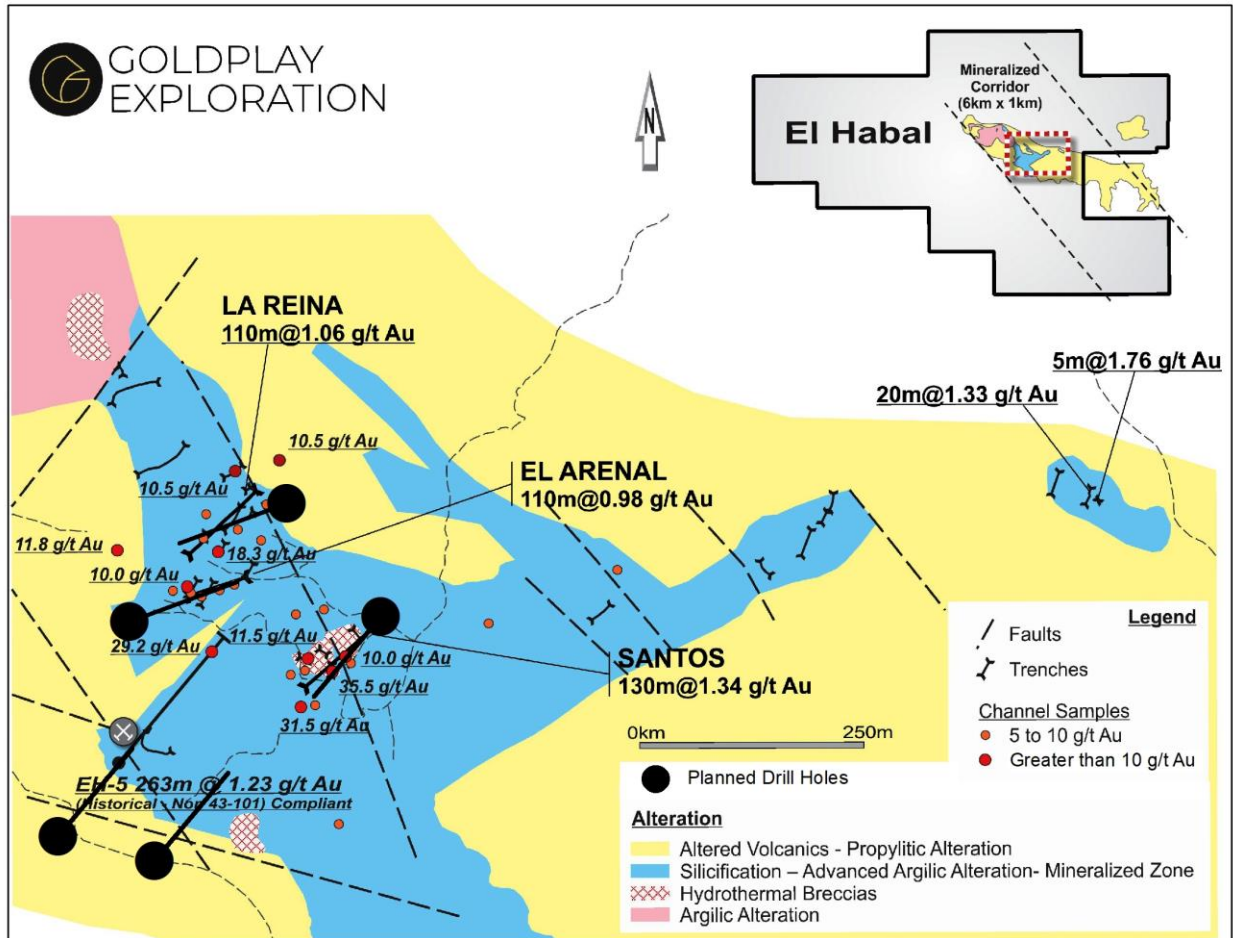 GOLDPLAY
EXPLORATION
N
Mineralized
Corridor
(6km x 1km)
El Habal
LA REINA
110m@1.06 g/t Au
5m@1.76 g/t Au
20m@1.33 g/t Au
10.5 g/t Au
EL ARENAL
110m@0.98 g/t Au
10.5 g/t Au
11.8 g/t Au
18.3 g/t Au
10.0 g/t Au
29.2 g/t Au
11.5 g/t Au
10.0 g/t Au
SANTOS
130m@1.34 g/t Au
35.5 g/t Au
31.5 g/t Au
EH-5 263m @ 1.23 g/t Au
(Historical - Non 43-101) Compliant
0km 250m
Legend
Faults
Trenches
Channel Samples
5 to 10 g/t Au
Greater than 10 g/t Au
Planned Drill Holes
Alteration
Altered Volcanics - Propylitic Alteration
Silicification – Advanced Argilic Alteration- Mineralized Zone
Hydrothermal Breccias
Argilic Alteration